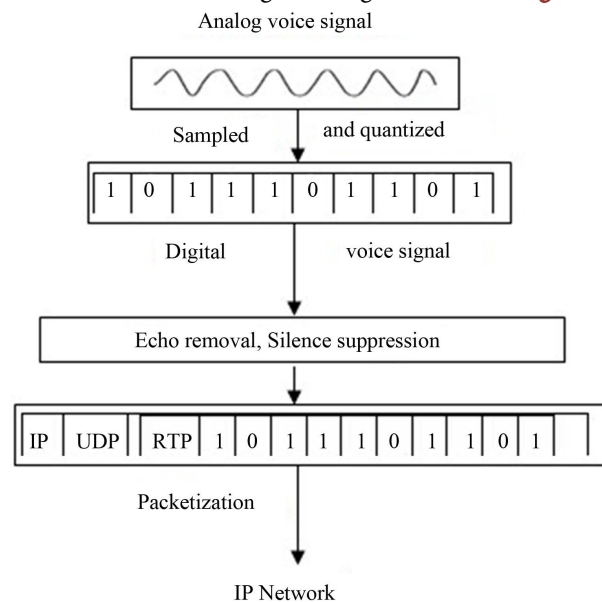 Analog voice signal
Sampled and quantized
1 0 1 1 1 0 1 1 0 1
Digital voice signal
Echo removal, Silence suppression
IP UDP RTP 1 0 1 1 1 0 1 1 0 1
Packetization
IP Network